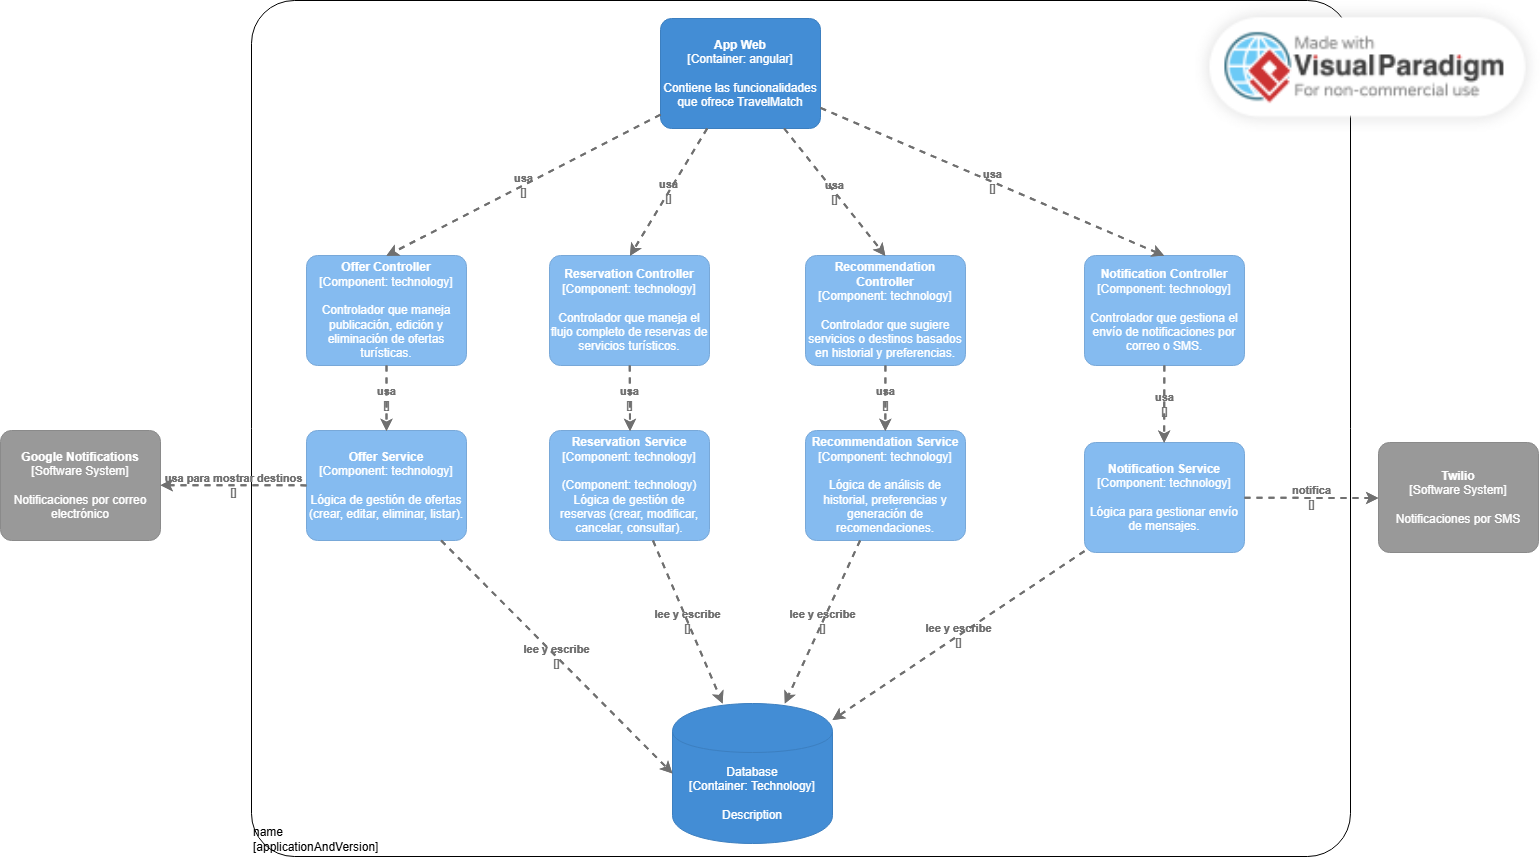 App Web
[Container: angular]
Contiene las funcionalidades
que ofrece TravelMatch
Made with
VisualParadigm
For non-commercial use
usa
[]
usa
[]
usa
[]
usa
[]
Offer Controller
[Component: technology]
Controlador que maneja
publicación, edición y
eliminación de ofertas
turísticas.
Reservation Controller
[Component: technology]
Controlador que maneja el
flujo completo de reservas de
servicios turísticos.
Recommendation
Controller
[Component: technology]
Controlador que sugiere
servicios o destinos basados
en historial y preferencias.
Notification Controller
[Component: technology]
Controlador que gestiona el
envío de notificaciones por
correo o SMS.
usa
[]
usa
[]
usa
[]
usa
[]
Google Notifications
[Software System]
Notificaciones por correo
electrónico
usa para mostrar destinos
[]
Offer Service
[Component: technology]
Lógica de gestión de ofertas
(crear, editar, eliminar, listar).
Reservation Service
[Component: technology]
(Component: technology)
Lógica de gestión de
reservas (crear, modificar,
cancelar, consultar).
Recommendation Service
[Component: technology]
Lógica de análisis de
historial, preferencias y
generación de
recomendaciones.
Notification Service
[Component: technology]
Lógica para gestionar envío
de mensajes.
notifica
[]
Twilio
[Software System]
Notificaciones por SMS
lee y escribe
[]
lee y escribe
[]
lee y escribe
[]
lee y escribe
[]
Database
[Container: Technology]
Description
name
[applicationAndVersion]